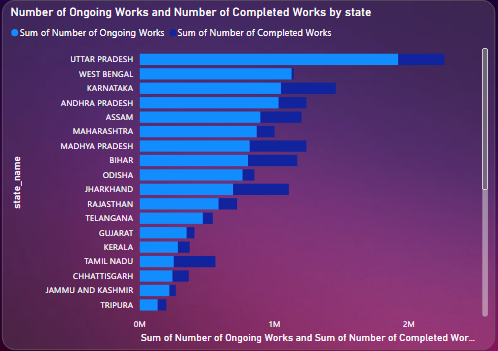 Number of Ongoing Works and Number of Completed Works by state
Sum of Number of Ongoing Works Sum of Number of Completed Works
state_name
UTTAR PRADESH
WEST BENGAL
KARNATAKA
ANDHRA PRADESH
ASSAM
MAHARASHTRA
MADHYA PRADESH
BIHAR
ODISHA
JHARKHAND
RAJASTHAN
TELANGANA
GUJARAT
KERALA
TAMIL NADU
CHHATTISGARH
JAMMU AND KASHMIR
TRIPURA
0M 1M 2M
Sum of Number of Ongoing Works and Sum of Number of Completed Wor...